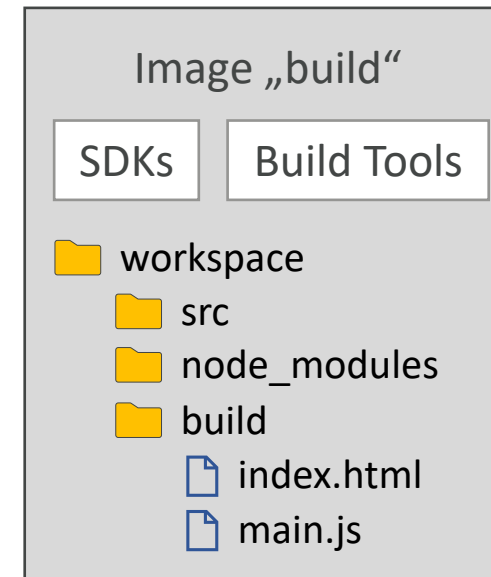 Image „build“
SDKs
Build Tools
workspace
src
node_modules
build
index.html
main.js